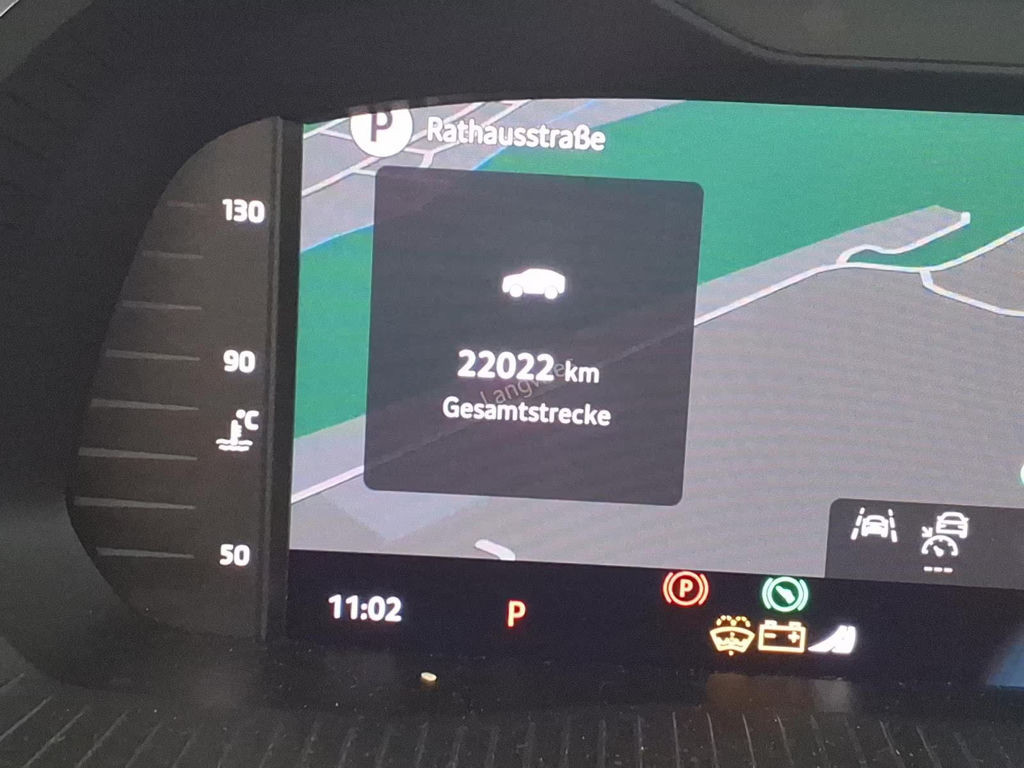 P Rathausstraße
130
90
°C
50
22022 km
Gesamtstrecke
---
11:02
P
P